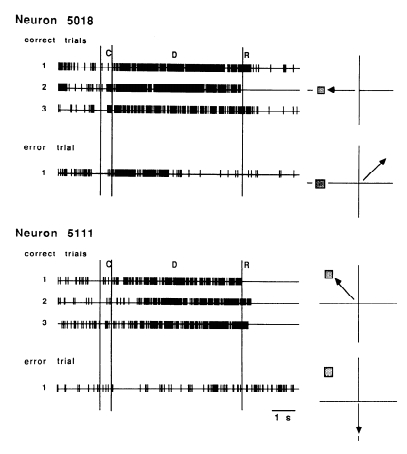 Neuron 5018
correct trials
C D R
1
2
3
error trial
1
Neuron 5111
correct trials
C D R
1
2
3
error trial
1
1 s